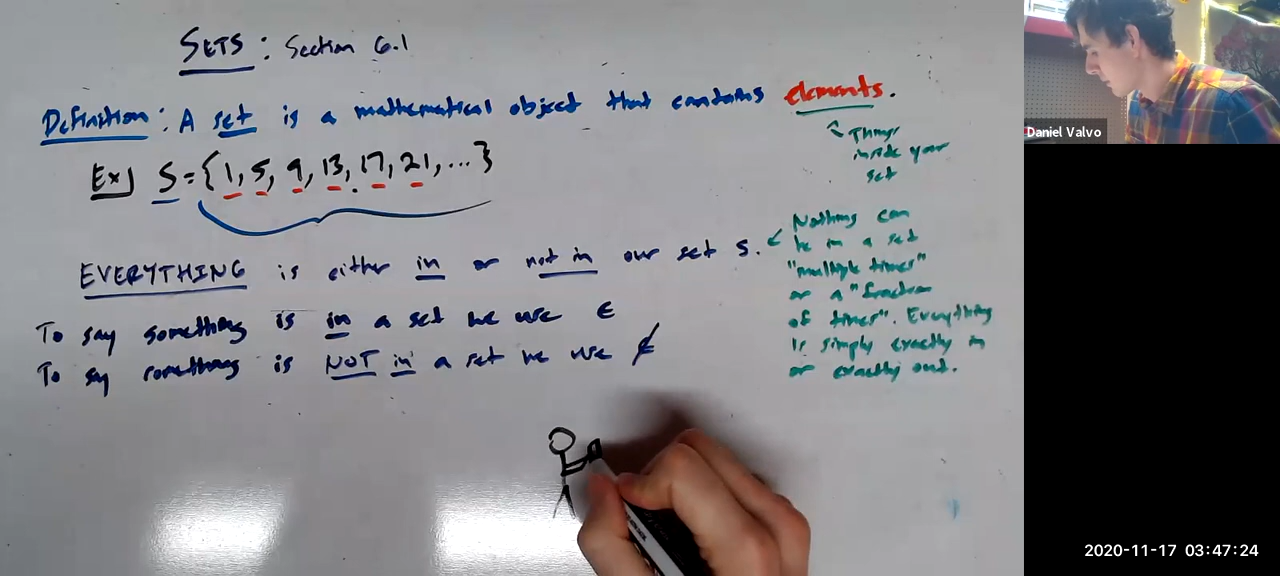 SETS: Section 6.1
Definition: A set is a mathematical object that contains elements.
Things
inside your
set
Ex] S = {1, 5, 9, 13, 17, 21, ...}
EVERYTHING is either in or not in our set S.
Nothing can
be in a set
"multiple times"
or a "fraction
of times". Everything
is simply exactly in
or exactly out.
To say something is in a set we use ∈
To say something is NOT in a set we use ∉
Daniel Valvo
2020-11-17 03:47:24